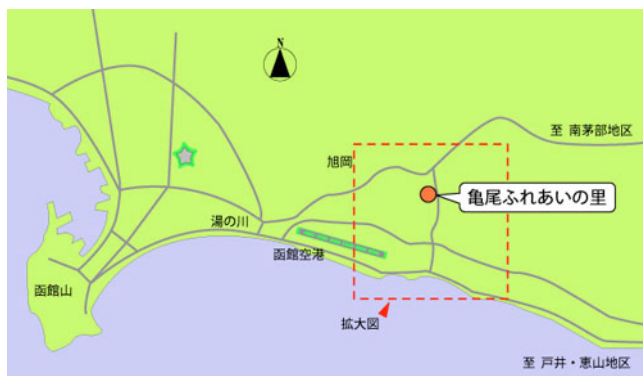 N
至 南茅部地区
旭岡
亀尾ふれあいの里
湯の川
函館空港
函館山
拡大図
至 戸井・恵山地区